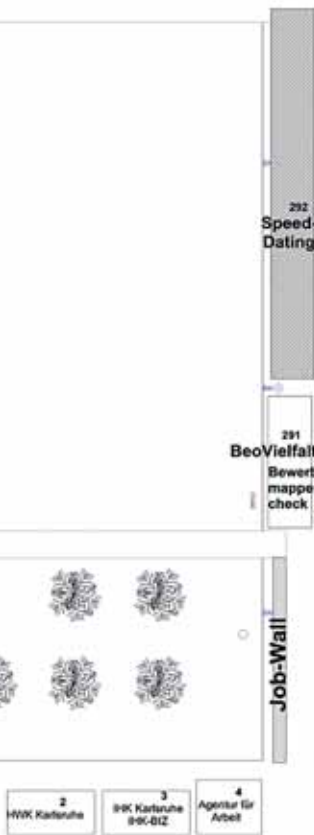 292
Speed-
Dating
291
BeoVielfalt
Bewert
mappe
check
Job-Wall
2
HWK Karlsruhe
3
IHK Karlsruhe
IHK-BIZ
4
Agentur für
Arbeit